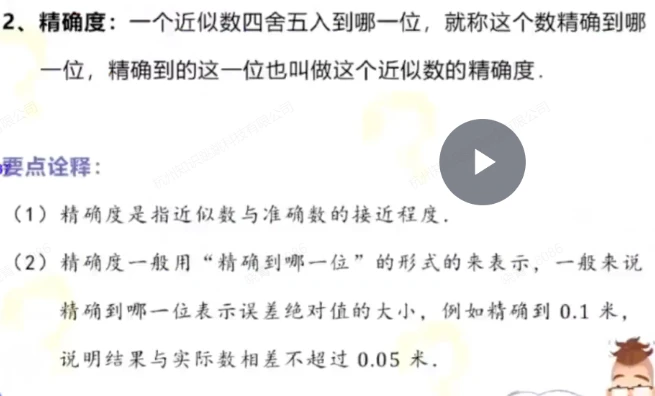 2、精确度：一个近似数四舍五入到哪一位，就称这个数精确到哪
一位，精确到的这一位也叫做这个近似数的精确度.
要点诠释：
（1）精确度是指近似数与准确数的接近程度.
（2）精确度一般用“精确到哪一位”的形式的来表示，一般来说
精确到哪一位表示误差绝对值的大小，例如精确到 0.1 米，
说明结果与实际数相差不超过 0.05 米.